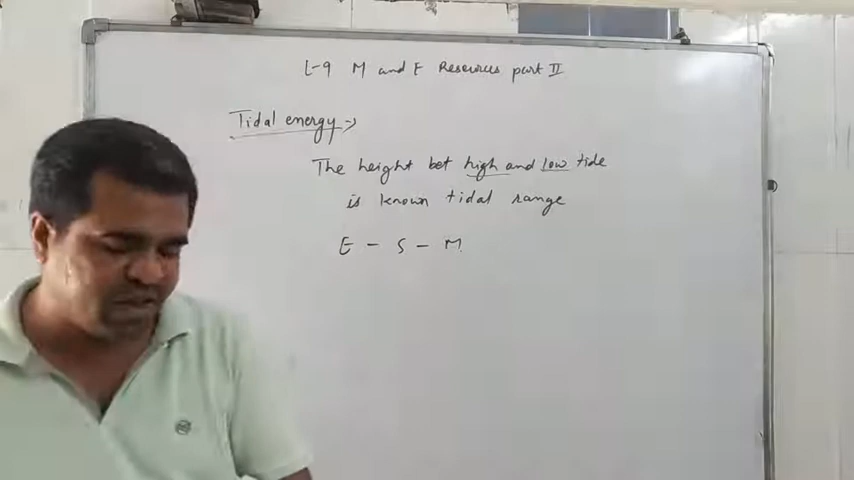 L-9 M and E Resources part II
Tidal energy →
The height bet high and low tide
is known tidal range
E - S - M